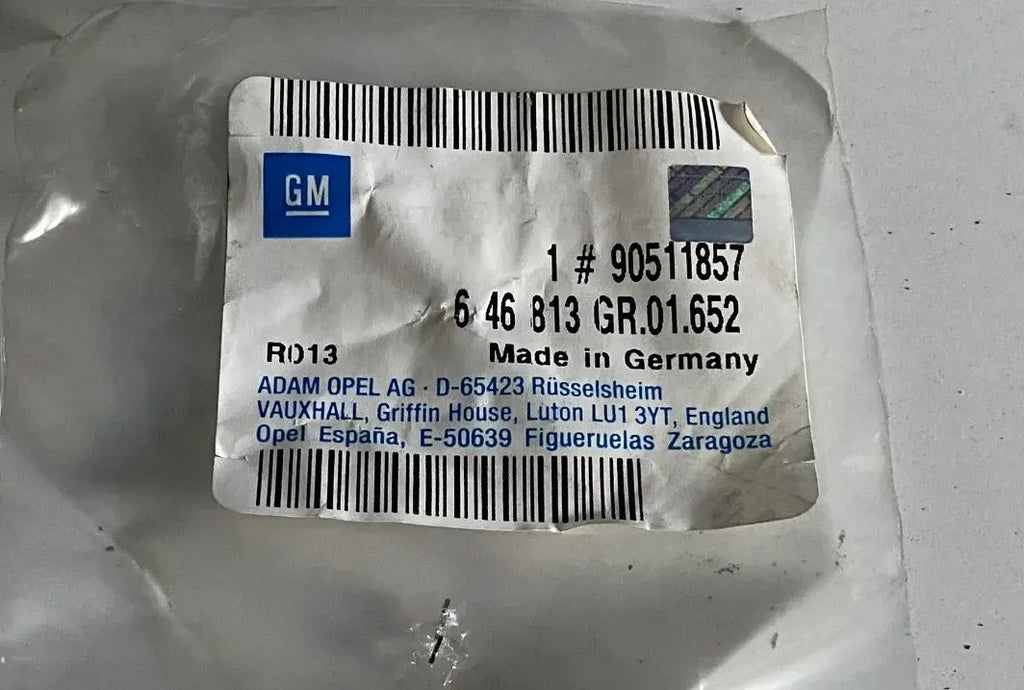 GM
1 # 90511857
6 46 813 GR.01.652
R013
Made in Germany
ADAM OPEL AG · D-65423 Rüsselsheim
VAUXHALL, Griffin House, Luton LU1 3YT, England
Opel España, E-50639 Figueruelas Zaragoza